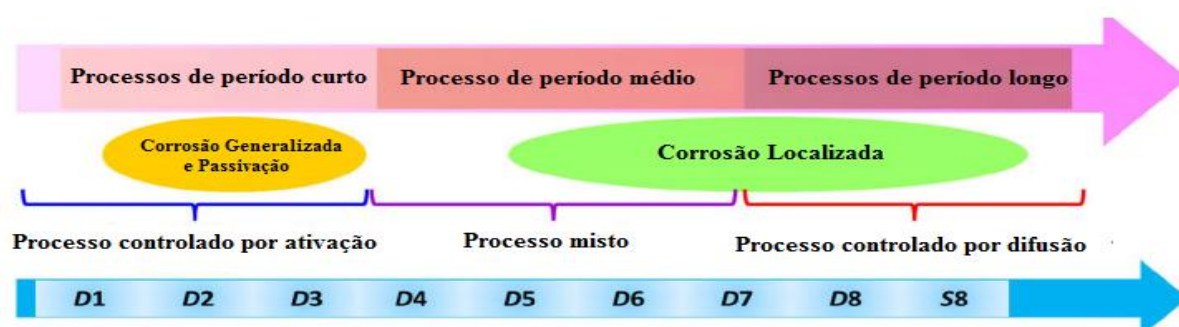 Processos de período curto Processo de período médio Processos de período longo
Corrosão Generalizada
e Passivação
Corrosão Localizada
Processo controlado por ativação Processo misto Processo controlado por difusão
D1 D2 D3 D4 D5 D6 D7 D8 S8